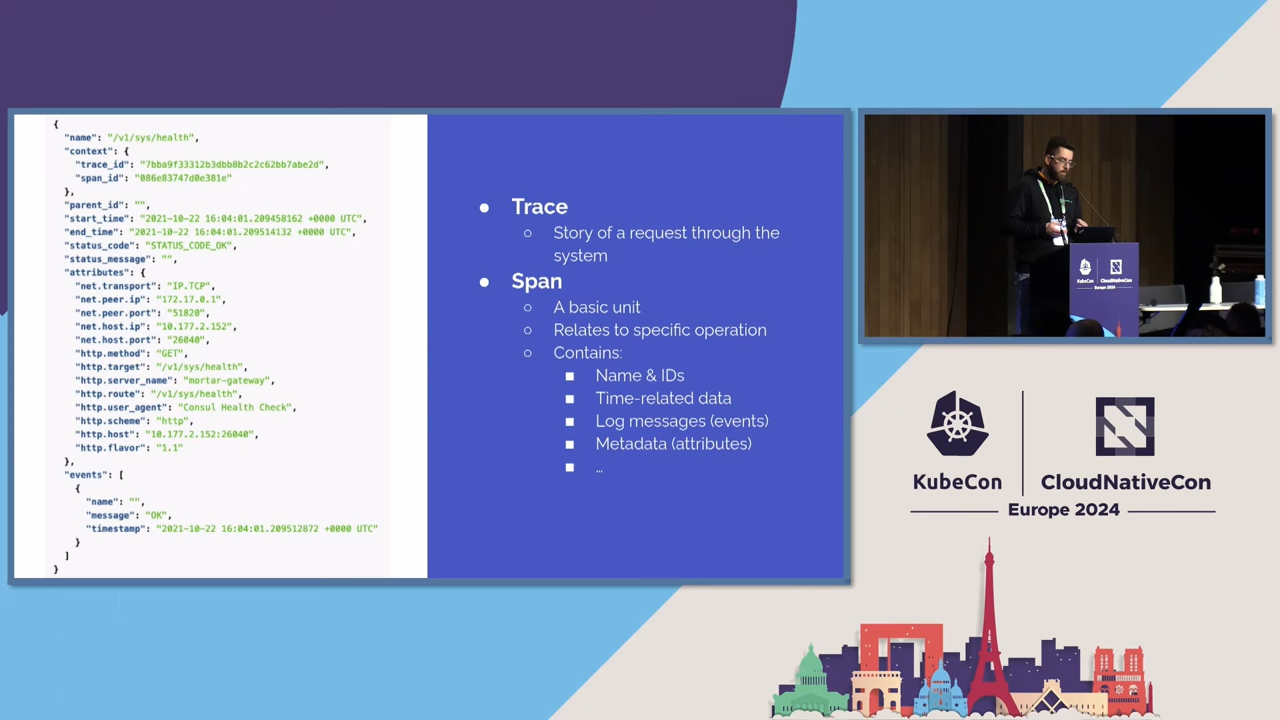 {
"name": "/v1/sys/health",
"context": {
"trace_id": "7bba9f33312b3dbb8b2c2c62bb7abe2d",
"span_id": "086e83747d0e381e"
},
"parent_id": "",
"start_time": "2021-10-22 16:04:01.209458162 +0000 UTC",
"end_time": "2021-10-22 16:04:01.209514132 +0000 UTC",
"status_code": "STATUS_CODE_OK",
"status_message": "",
"attributes": {
"net.transport": "IP.TCP",
"net.peer.ip": "172.17.0.1",
"net.peer.port": "51820",
"net.host.ip": "10.177.2.152",
"net.host.port": "26040",
"http.method": "GET",
"http.target": "/v1/sys/health",
"http.server_name": "mortar-gateway",
"http.route": "/v1/sys/health",
"http.user_agent": "Consul Health Check",
"http.scheme": "http",
"http.host": "10.177.2.152:26040",
"http.flavor": "1.1"
},
"events": [
{
"name": "",
"message": "OK",
"timestamp": "2021-10-22 16:04:01.209512872 +0000 UTC"
}
]
}
● Trace
○ Story of a request through the
system
● Span
○ A basic unit
○ Relates to specific operation
○ Contains:
■ Name & IDs
■ Time-related data
■ Log messages (events)
■ Metadata (attributes)
■ …
KubeCon CloudNativeCon
Europe 2024
KubeCon CloudNativeCon
Europe 2024